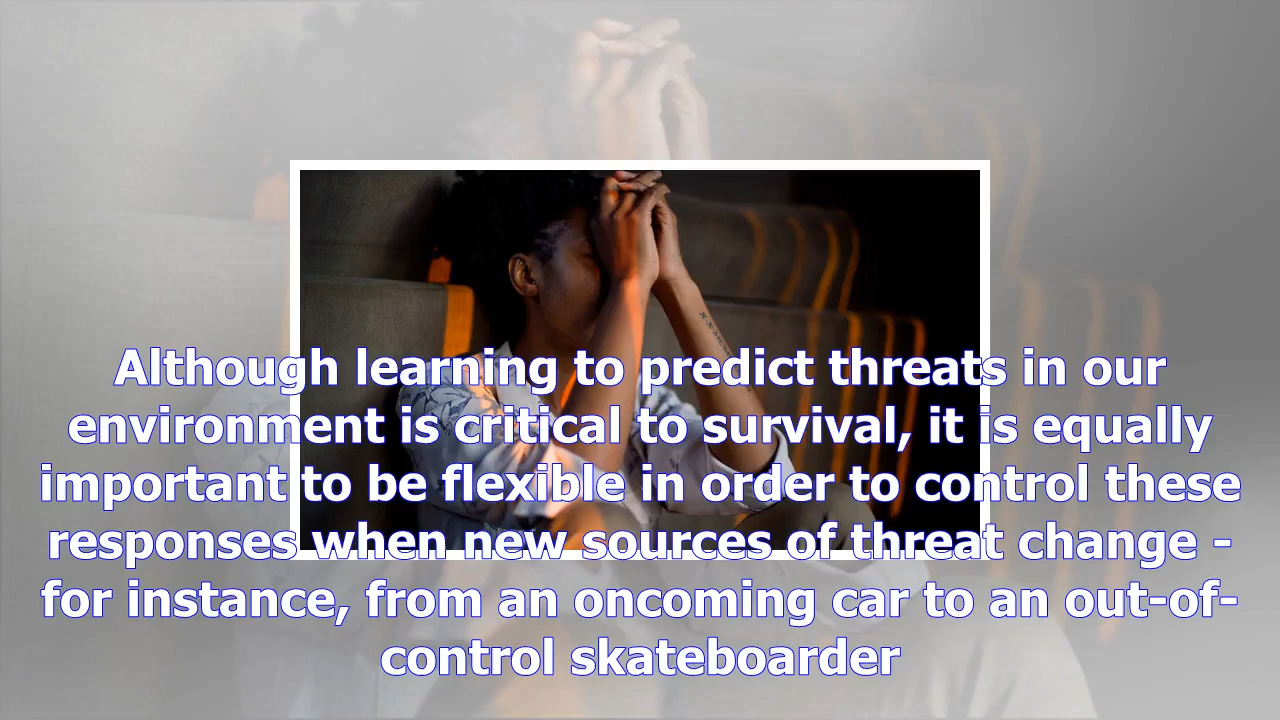 Although learning to predict threats in our
environment is critical to survival, it is equally
important to be flexible in order to control these
responses when new sources of threat change -
for instance, from an oncoming car to an out-of-
control skateboarder